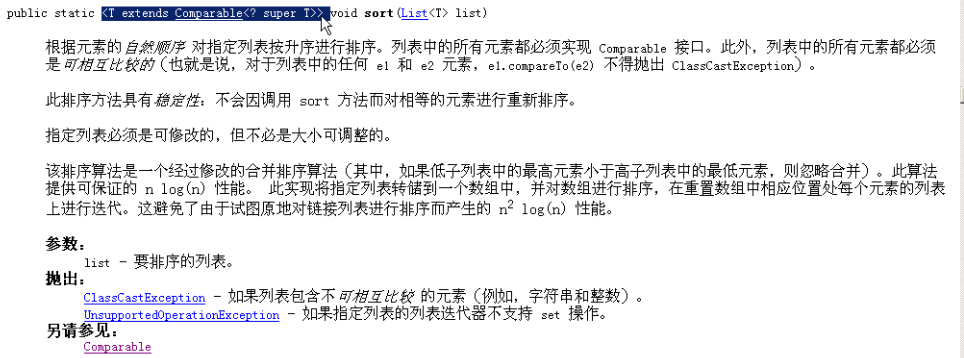 public static <T extends Comparable<? super T>> void sort(List<T> list)
根据元素的自然顺序 对指定列表按升序进行排序。列表中的所有元素都必须实现 Comparable 接口。此外，列表中的所有元素都必须
是可相互比较的（也就是说，对于列表中的任何 e1 和 e2 元素，e1.compareTo(e2) 不得抛出 ClassCastException）。
此排序方法具有稳定性：不会因调用 sort 方法而对相等的元素进行重新排序。
指定列表必须是可修改的，但不必是大小可调整的。
该排序算法是一个经过修改的合并排序算法（其中，如果低子列表中的最高元素小于高子列表中的最低元素，则忽略合并）。此算法
提供可保证的 n log(n) 性能。 此实现将指定列表转储到一个数组中，并对数组进行排序，在重置数组中相应位置处每个元素的列表
上进行迭代。这避免了由于试图原地对链接列表进行排序而产生的 n² log(n) 性能。
参数：
list - 要排序的列表。
抛出：
ClassCastException - 如果列表包含不可相互比较 的元素（例如，字符串和整数）。
UnsupportedOperationException - 如果指定列表的列表迭代器不支持 set 操作。
另请参见：
Comparable